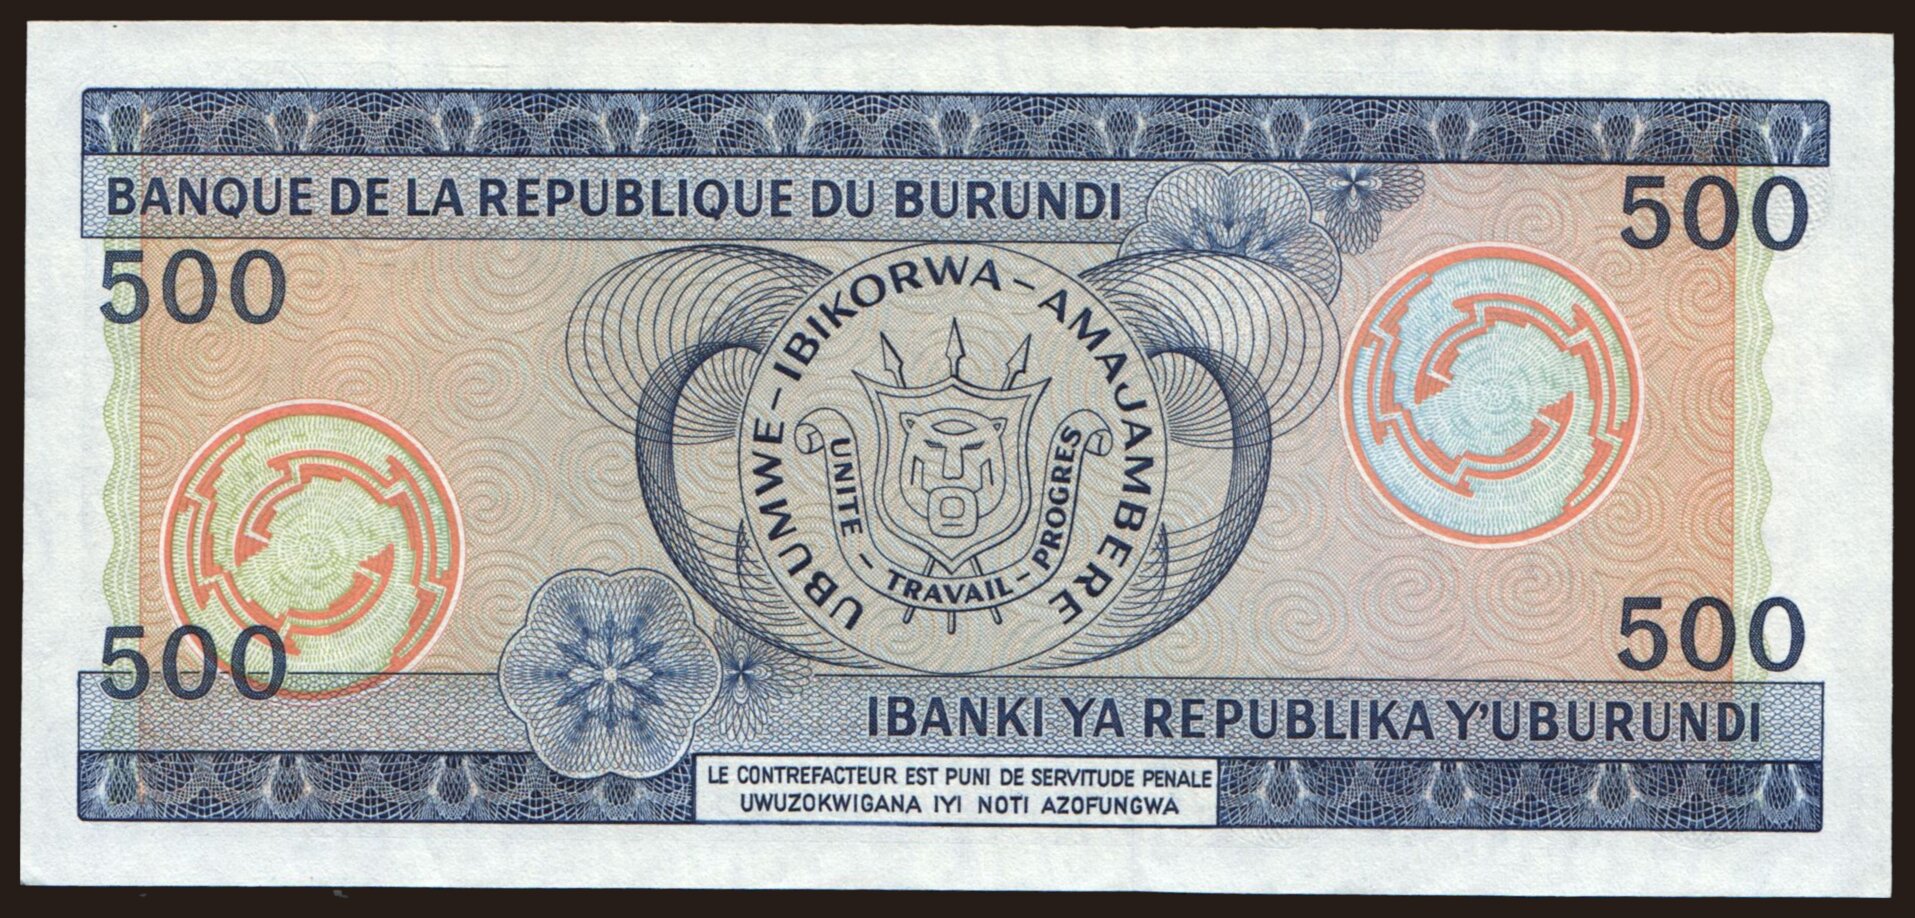 BANQUE DE LA REPUBLIQUE DU BURUNDI
500
500
UBUMWE – IBIKORWA – AMAJAMBERE
UNITE – TRAVAIL – PROGRES
500
500
IBANKI YA REPUBLIKA Y'UBURUNDI
LE CONTREFACTEUR EST PUNI DE SERVITUDE PENALE
UWUZOKWIGANA IYI NOTI AZOFUNGWA